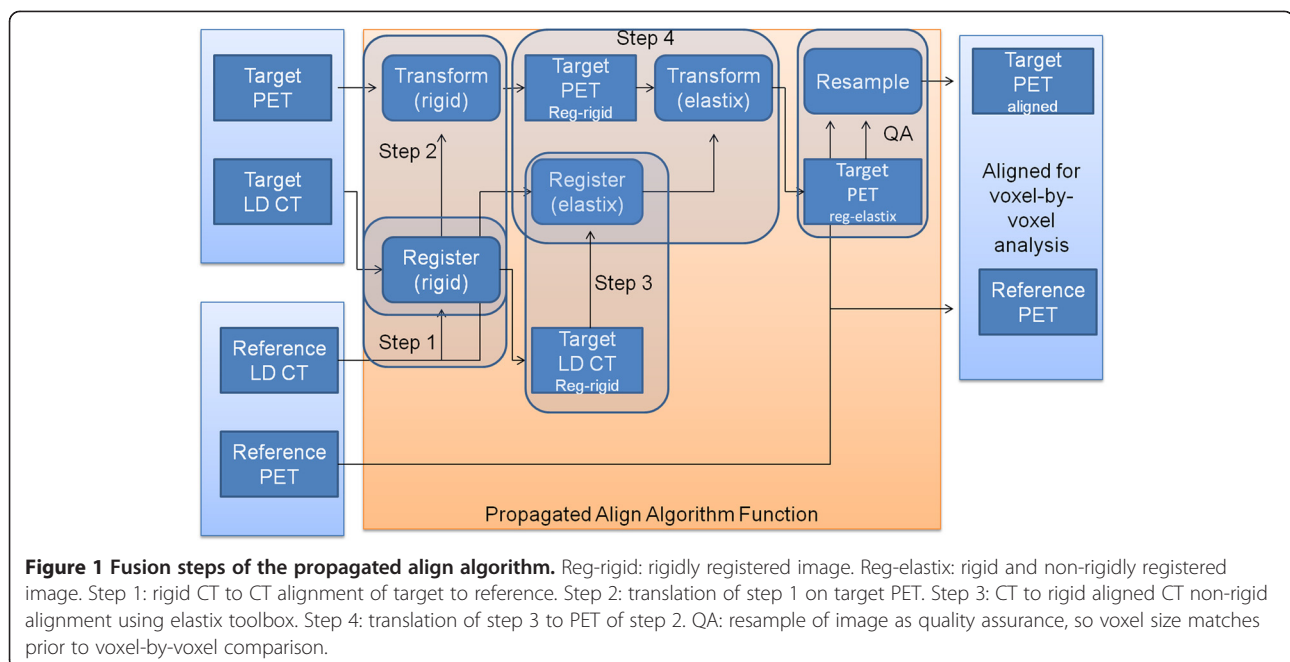 Target
PET
Target
LD CT
Reference
LD CT
Reference
PET
Transform
(rigid)
Step 2
Register
(rigid)
Step 1
Step 4
Target
PET
Reg-rigid
Transform
(elastix)
Register
(elastix)
Step 3
Target
LD CT
Reg-rigid
Resample
QA
Target
PET
reg-elastix
Propagated Align Algorithm Function
Target
PET
aligned
Aligned for
voxel-by-
voxel
analysis
Reference
PET
Figure 1 Fusion steps of the propagated align algorithm. Reg-rigid: rigidly registered image. Reg-elastix: rigid and non-rigidly registered
image. Step 1: rigid CT to CT alignment of target to reference. Step 2: translation of step 1 on target PET. Step 3: CT to rigid aligned CT non-rigid
alignment using elastix toolbox. Step 4: translation of step 3 to PET of step 2. QA: resample of image as quality assurance, so voxel size matches
prior to voxel-by-voxel comparison.